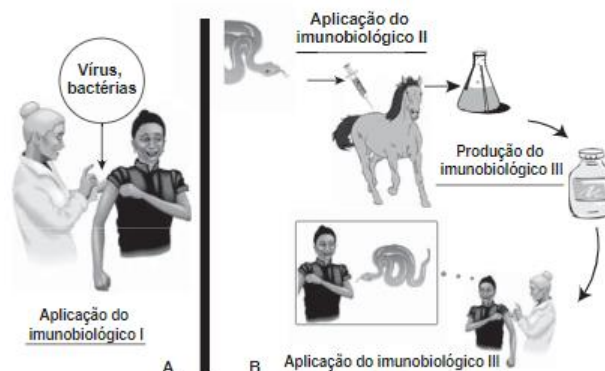 Vírus,
bactérias
Aplicação do
imunobiológico I
A
Aplicação do
imunobiológico II
Produção do
imunobiológico III
B
Aplicação do imunobiológico III